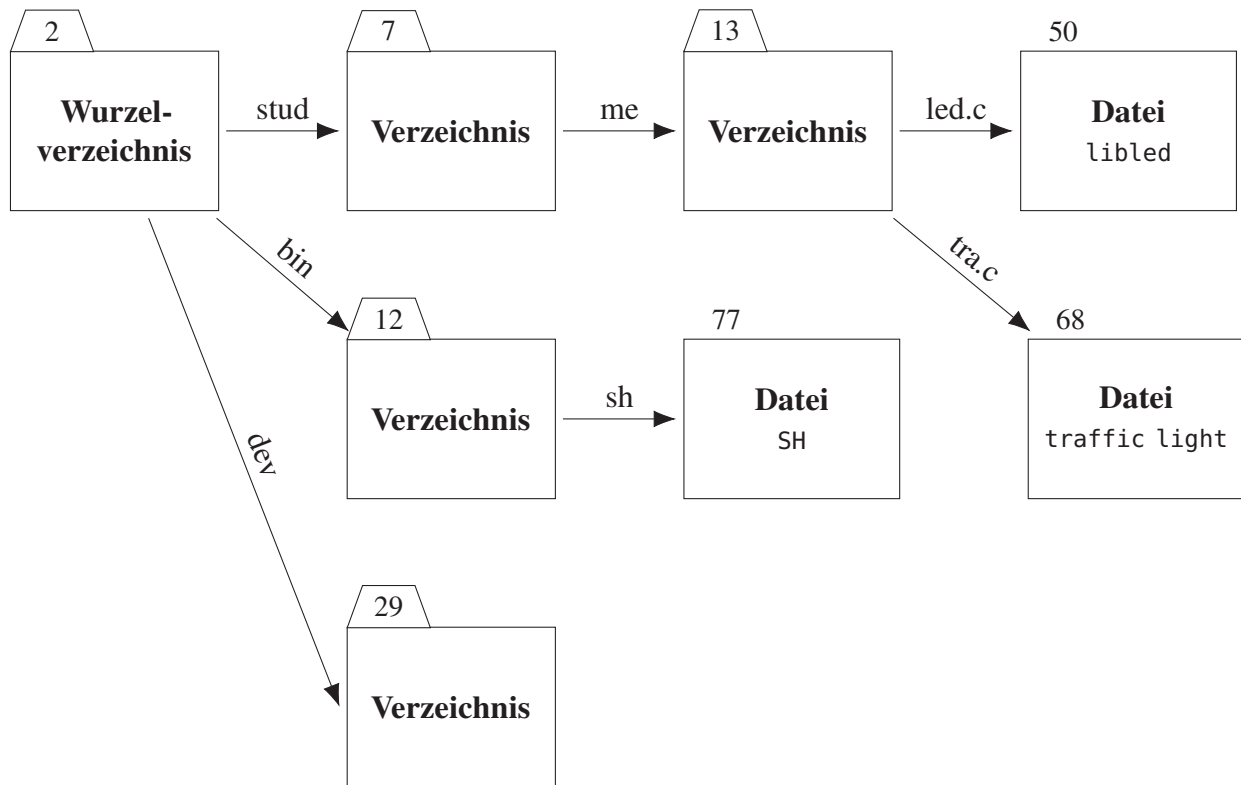 2
7
13
50
Wurzel-
verzeichnis
stud
Verzeichnis
me
Verzeichnis
led.c
Datei
libled
bin
tra.c
12
77
68
Verzeichnis
sh
Datei
SH
Datei
traffic light
dev
29
Verzeichnis